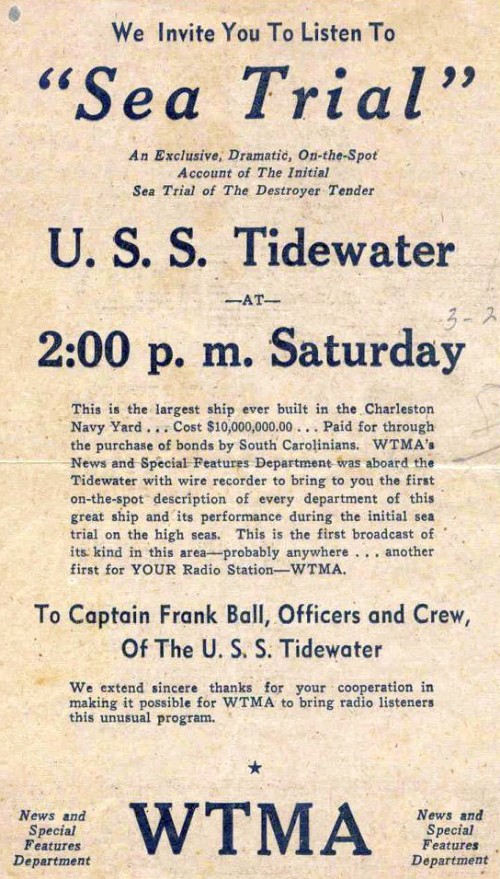 We Invite You To Listen To
“Sea Trial”
An Exclusive, Dramatic, On-the-Spot
Account of The Initial
Sea Trial of The Destroyer Tender
U. S. S. Tidewater
—AT—
3-2
2:00 p. m. Saturday
This is the largest ship ever built in the Charleston
Navy Yard . . . Cost $10,000,000.00 . . . Paid for through
the purchase of bonds by South Carolinians. WTMA's
News and Special Features Department was aboard the
Tidewater with wire recorder to bring to you the first
on-the-spot description of every department of this
great ship and its performance during the initial sea
trial on the high seas. This is the first broadcast of
its kind in this area—probably anywhere . . . another
first for YOUR Radio Station—WTMA.
To Captain Frank Ball, Officers and Crew,
Of The U. S. S. Tidewater
We extend sincere thanks for your cooperation in
making it possible for WTMA to bring radio listeners
this unusual program.
News and
Special
Features
Department
WTMA
News and
Special
Features
Department